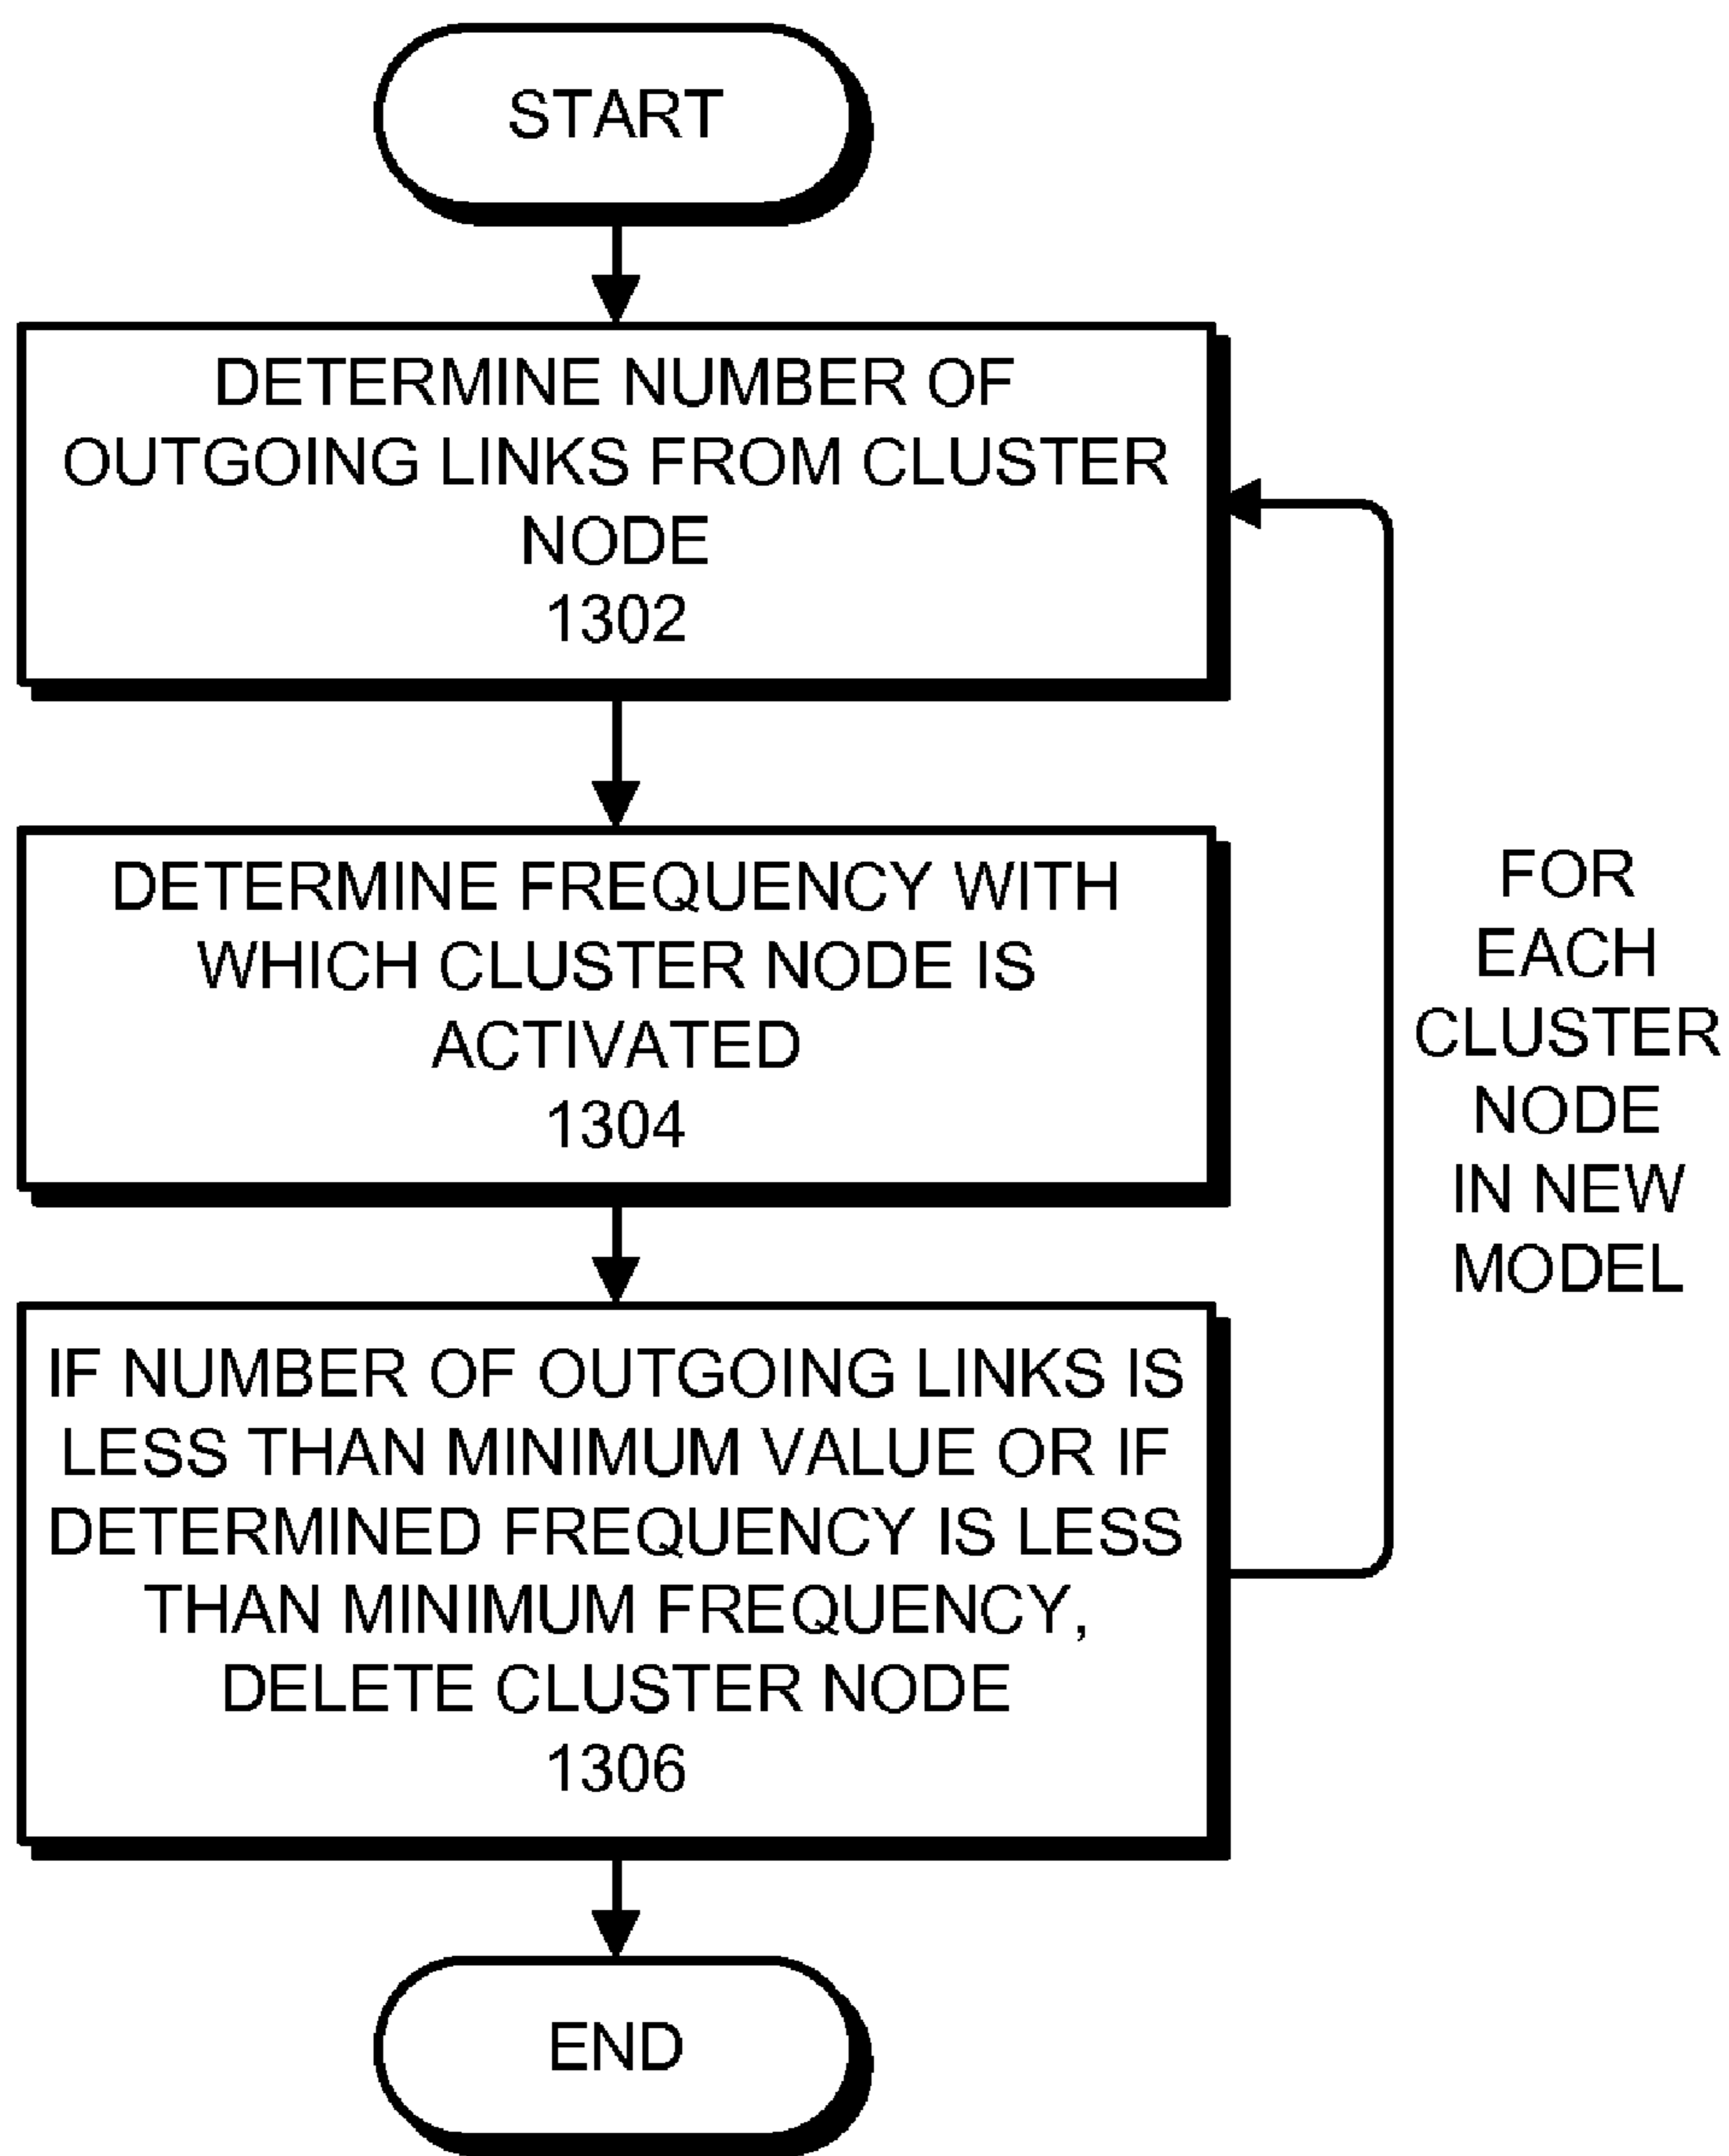 START
DETERMINE NUMBER OF
OUTGOING LINKS FROM CLUSTER
NODE
1302
DETERMINE FREQUENCY WITH
WHICH CLUSTER NODE IS
ACTIVATED
1304
IF NUMBER OF OUTGOING LINKS IS
LESS THAN MINIMUM VALUE OR IF
DETERMINED FREQUENCY IS LESS
THAN MINIMUM FREQUENCY,
DELETE CLUSTER NODE
1306
FOR
EACH
CLUSTER
NODE
IN NEW
MODEL
END